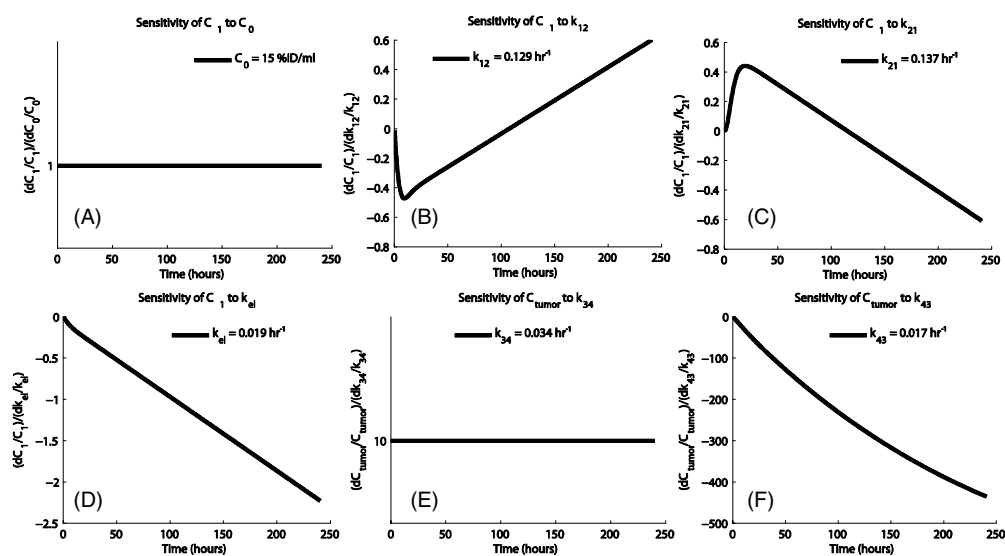 Sensitivity of C 1 to C0
C0 = 15 %ID/ml
(dC1/C1)/(dC0/C0)
1
(A)
0 50 100 150 200 250
Time (hours)
Sensitivity of C 1 to k12
k12 = 0.129 hr-1
(dC1/C1)/(dk12/k12)
0.6
0.4
0.2
0
−0.2
−0.4
−0.6
−0.8
(B)
0 50 100 150 200 250
Time (hours)
Sensitivity of C 1 to k21
k21 = 0.137 hr-1
(dC1/C1)/(dk21/k21)
0.6
0.4
0.2
0
−0.2
−0.4
−0.6
−0.8
(C)
0 50 100 150 200 250
Time (hours)
Sensitivity of C 1 to kel
kel = 0.019 hr-1
(dC1/C1)/(dkel/kel)
0
−0.5
−1
−1.5
−2
−2.5
(D)
0 50 100 150 200 250
Time (hours)
Sensitivity of Ctumor to k34
k34 = 0.034 hr-1
(dCtumor/Ctumor)/(dk34/k34)
10
(E)
0 50 100 150 200 250
Time (hours)
Sensitivity of Ctumor to k43
k43 = 0.017 hr-1
(dCtumor/Ctumor)/(dk43/k43)
0
−100
−200
−300
−400
−500
(F)
0 50 100 150 200 250
Time (hours)